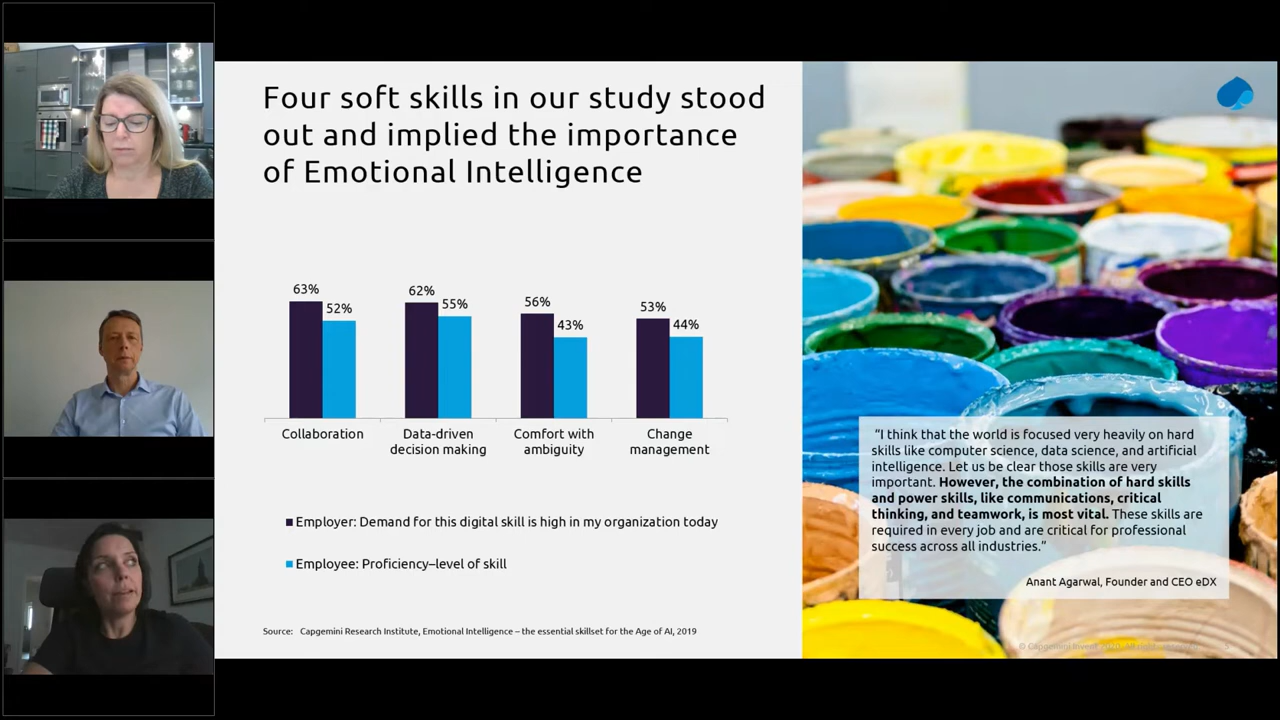 Four soft skills in our study stood
out and implied the importance
of Emotional Intelligence
63%
52%
62%
55%
56%
43%
53%
44%
Collaboration
Data-driven
decision making
Comfort with
ambiguity
Change
management
Employer: Demand for this digital skill is high in my organization today
Employee: Proficiency–level of skill
Source: Capgemini Research Institute, Emotional Intelligence – the essential skillset for the Age of AI, 2019
“I think that the world is focused very heavily on hard
skills like computer science, data science, and artificial
intelligence. Let us be clear those skills are very
important. However, the combination of hard skills
and power skills, like communications, critical
thinking, and teamwork, is most vital. These skills are
required in every job and are critical for professional
success across all industries.”
Anant Agarwal, Founder and CEO eDX
© Capgemini Invent
5